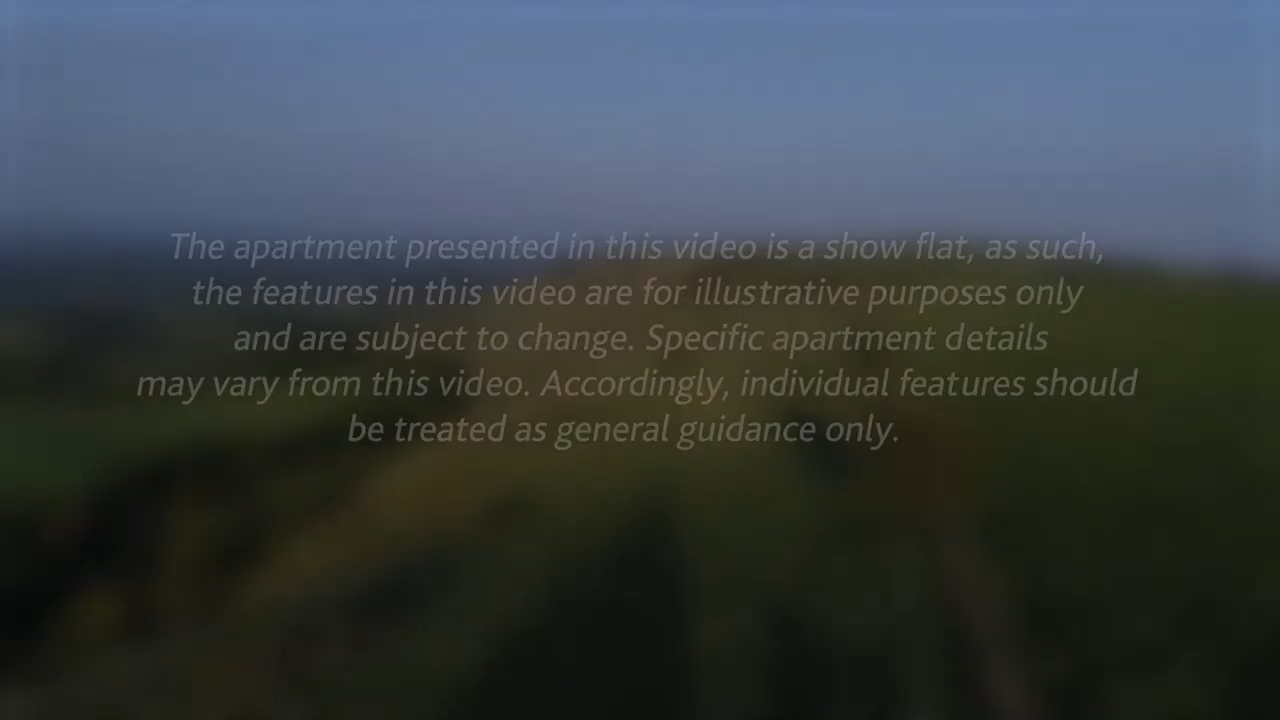 The apartment presented in this video is a show flat, as such,
the features in this video are for illustrative purposes only
and are subject to change. Specific apartment details
may vary from this video. Accordingly, individual features should
be treated as general guidance only.